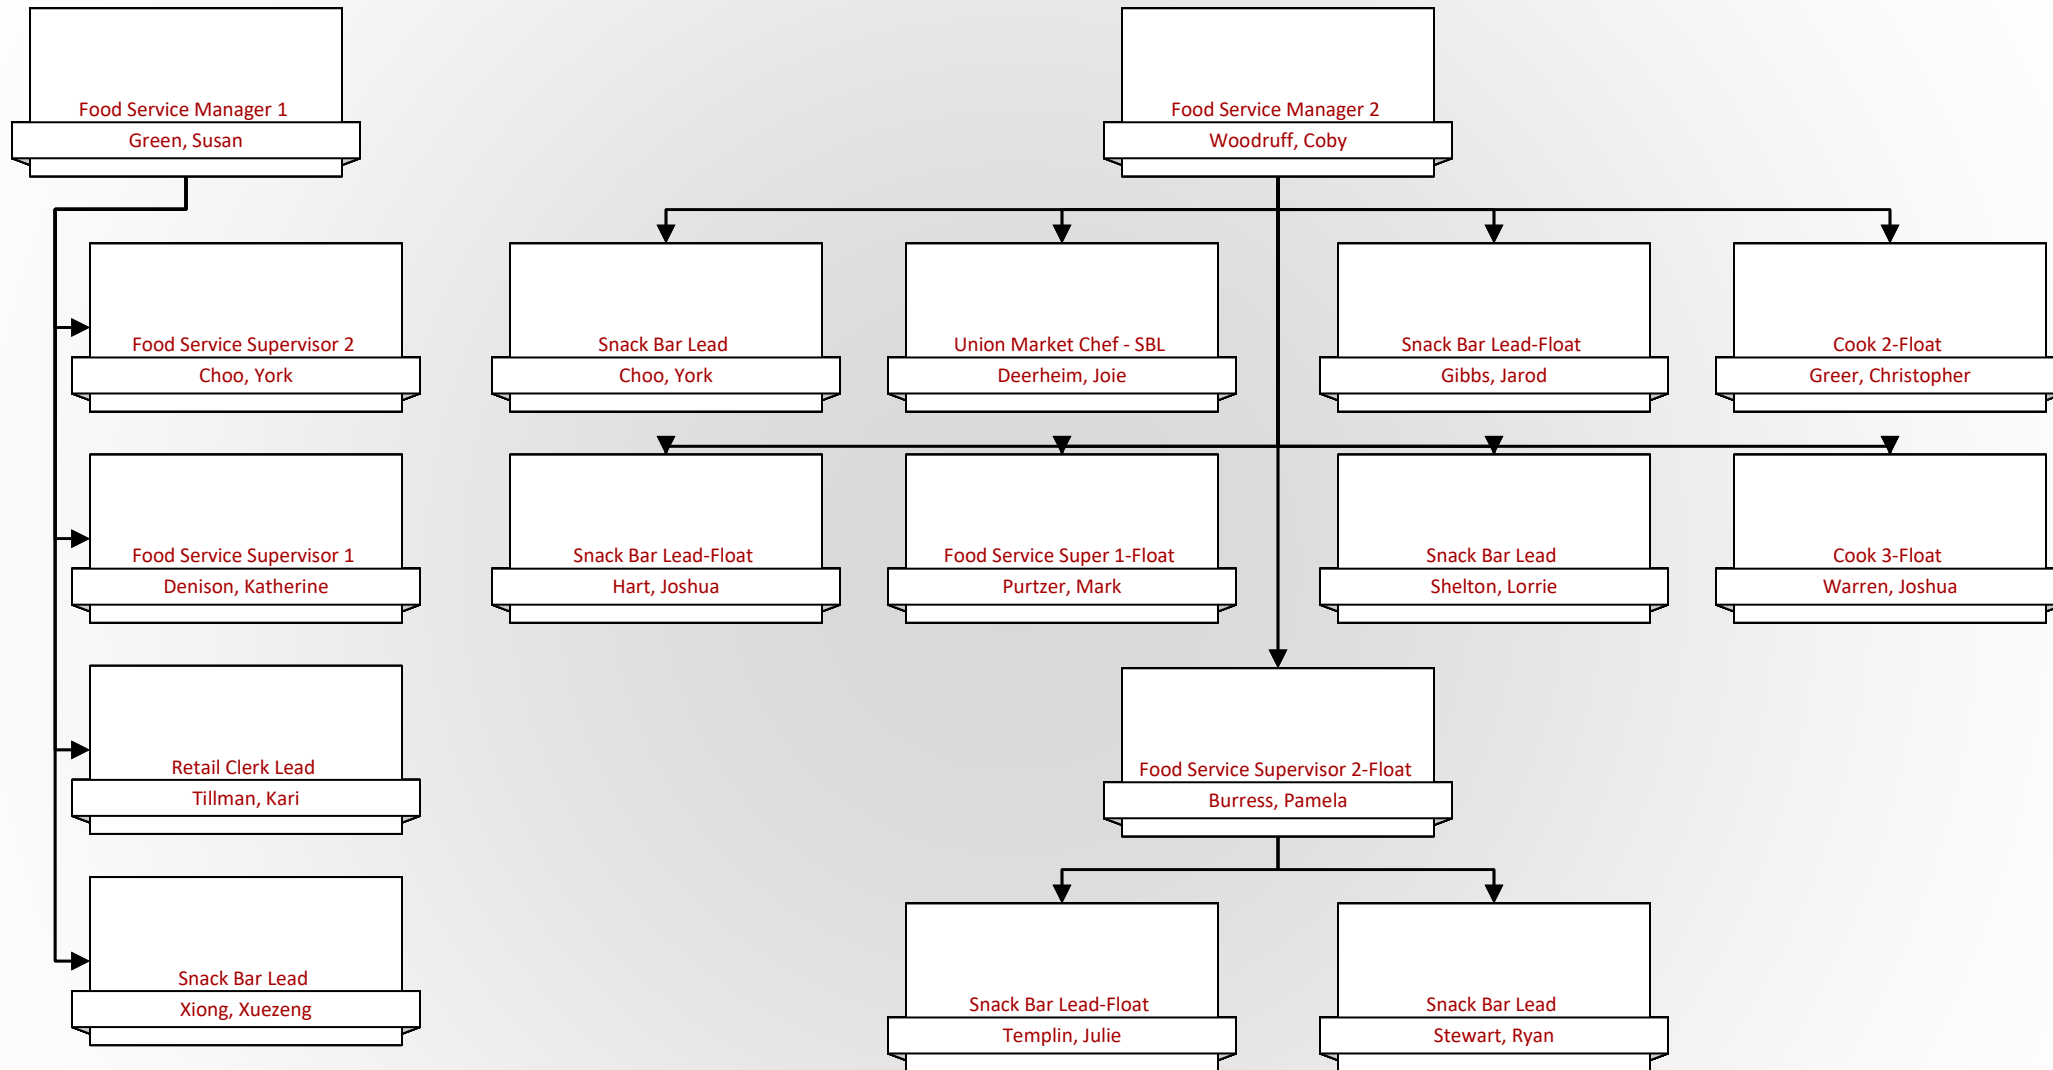 Food Service Manager 1
Green, Susan
Food Service Manager 2
Woodruff, Coby
Food Service Supervisor 2
Choo, York
Snack Bar Lead
Choo, York
Union Market Chef - SBL
Deerheim, Joie
Snack Bar Lead-Float
Gibbs, Jarod
Cook 2-Float
Greer, Christopher
Food Service Supervisor 1
Denison, Katherine
Snack Bar Lead-Float
Hart, Joshua
Food Service Super 1-Float
Purtzer, Mark
Snack Bar Lead
Shelton, Lorrie
Cook 3-Float
Warren, Joshua
Retail Clerk Lead
Tillman, Kari
Food Service Supervisor 2-Float
Burress, Pamela
Snack Bar Lead
Xiong, Xuezeng
Snack Bar Lead-Float
Templin, Julie
Snack Bar Lead
Stewart, Ryan